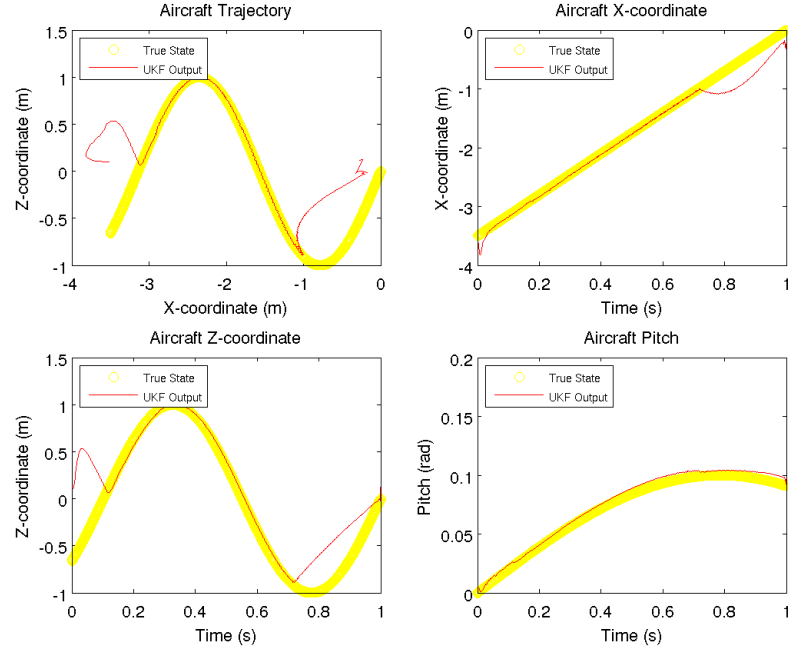 Aircraft Trajectory
True State
UKF Output
1.5
1
0.5
0
-0.5
-1
-4
-3
-2
-1
0
Z-coordinate (m)
X-coordinate (m)
Aircraft X-coordinate
True State
UKF Output
0
-1
-2
-3
-4
0
0.2
0.4
0.6
0.8
1
X-coordinate (m)
Time (s)
Aircraft Z-coordinate
True State
UKF Output
1.5
1
0.5
0
-0.5
-1
0
0.2
0.4
0.6
0.8
1
Z-coordinate (m)
Time (s)
Aircraft Pitch
True State
UKF Output
0.2
0.15
0.1
0.05
0
0
0.2
0.4
0.6
0.8
1
Pitch (rad)
Time (s)